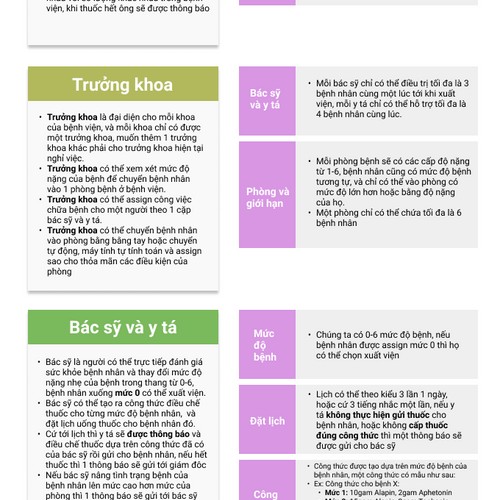 viện, khi thuốc hết ông sẽ được thông báo
Trưởng khoa
• Trưởng khoa là đại diện cho mỗi khoa
của bệnh viện, và mỗi khoa chỉ có được
một trưởng khoa, muốn thêm 1 trưởng
khoa khác phải cho trưởng khoa hiện tại
nghỉ việc.
• Trưởng khoa có thể xem xét mức độ
nặng của bệnh để chuyển bệnh nhân
vào 1 phòng bệnh ở bệnh viện.
• Trưởng khoa có thể assign công việc
chữa bệnh cho một người theo 1 cặp
bác sỹ và y tá.
• Trưởng khoa có thể chuyển bệnh nhân
vào phòng bằng bằng tay hoặc chuyển
tự động, máy tính tự tính toán và assign
sao cho thỏa mãn các điều kiện của
phòng
Bác sỹ
và y tá
• Mỗi bác sỹ chỉ có thể điều trị tối đa là 3
bệnh nhân cùng một lúc tới khi xuất
viện, mỗi y tá chỉ có thể hỗ trợ tối đa là
4 bệnh nhân cùng lúc.
Phòng và
giới hạn
• Mỗi phòng bệnh sẽ có các cấp độ nặng
từ 1-6, bệnh nhân cũng có mức độ bệnh
tương tự, và chỉ có thể vào phòng có
mức độ lớn hơn hoặc bằng độ nặng
của họ.
• Một phòng chỉ có thể chứa tối đa là 6
bệnh nhân
Bác sỹ và y tá
• Bác sỹ là người có thể trực tiếp đánh giá
sức khỏe bệnh nhân và thay đổi mức độ
nặng nhẹ của bệnh trong thang từ 0-6,
bệnh nhân xuống mức 0 có thể xuất viện.
• Bác sỹ có thể tạo ra công thức điều chế
thuốc cho từng mức độ bệnh nhân, và
đặt lịch uống thuốc cho bệnh nhân đó.
• Cứ tới lịch thì y tá sẽ được thông báo và
điều chế thuốc dựa trên công thức đã có
của bác sỹ rồi gửi cho bệnh nhân, nếu hết
thuốc thì 1 thông báo sẽ gửi tới giám đốc
• Nếu bác sỹ nâng tình trạng bệnh của
bệnh nhân lên mức cao hơn mức của
phòng thì 1 thông báo sẽ gửi tới bác sỹ
Mức
độ
bệnh
• Chúng ta có 0-6 mức độ bệnh, nếu
bệnh nhân được assign mức 0 thì họ
có thể chọn xuất viện
Đặt lịch
• Lịch có thể theo kiểu 3 lần 1 ngày,
hoặc cứ 3 tiếng nhắc một lần, nếu y
tá không thực hiện gửi thuốc cho
bệnh nhân, hoặc không cấp thuốc
đúng công thức thì một thông báo sẽ
được gửi cho bác sỹ
Công
• Công thức được tạo dựa trên mức độ bệnh của
bệnh nhân, một công thức có mẫu như sau:
• Ex: Công thức cho bệnh X:
• Mức 1: 10gam Alapin, 2gam Aphetonin